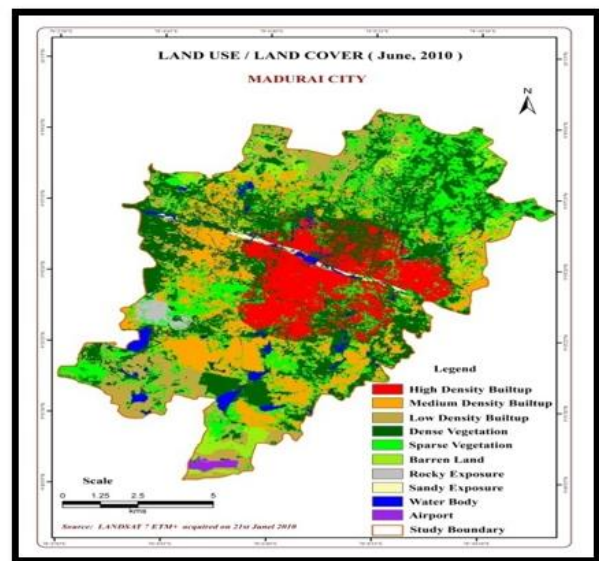 LAND USE / LAND COVER ( June, 2010 )
MADURAI CITY
N
Legend
High Density Builtup
Medium Density Builtup
Low Density Builtup
Dense Vegetation
Sparse Vegetation
Barren Land
Rocky Exposure
Sandy Exposure
Water Body
Airport
Study Boundary
Scale
0 1.25 2.5 5
kms
Source: LANDSAT 7 ETM+ acquired on 21st Junel 2010